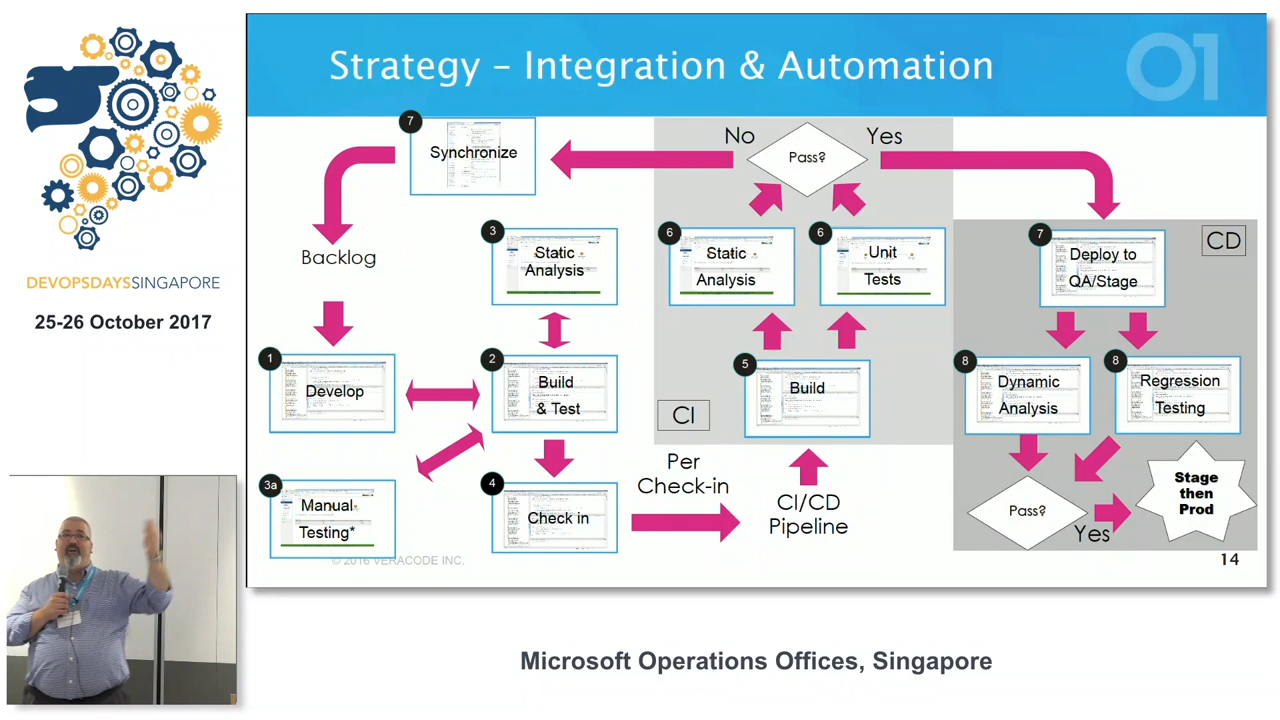 Strategy – Integration & Automation
01
7
Synchronize
No
Pass?
Yes
Backlog
3
Static
Analysis
6
Static
Analysis
6
Unit
Tests
7
Deploy to
QA/Stage
CD
1
Develop
2
Build
& Test
5
Build
CI
8
Dynamic
Analysis
8
Regression
Testing
3a
Manual
Testing*
4
Check in
Per
Check-in
CI/CD
Pipeline
Pass?
Yes
Stage
then
Prod
© 2016 VERACODE INC.
14
DEVOPSDAYSSINGAPORE
25-26 October 2017
Microsoft Operations Offices, Singapore